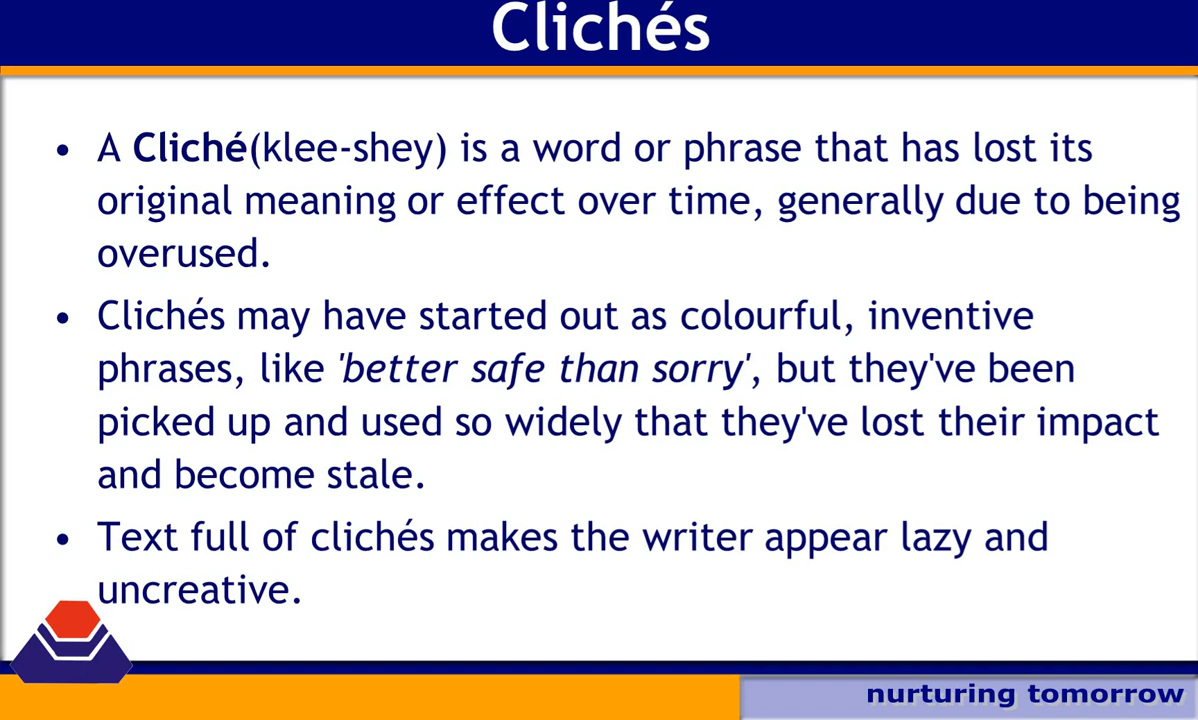 Clichés
• A Cliché(klee-shey) is a word or phrase that has lost its
original meaning or effect over time, generally due to being
overused.
• Clichés may have started out as colourful, inventive
phrases, like 'better safe than sorry', but they've been
picked up and used so widely that they've lost their impact
and become stale.
• Text full of clichés makes the writer appear lazy and
uncreative.
nurturing tomorrow